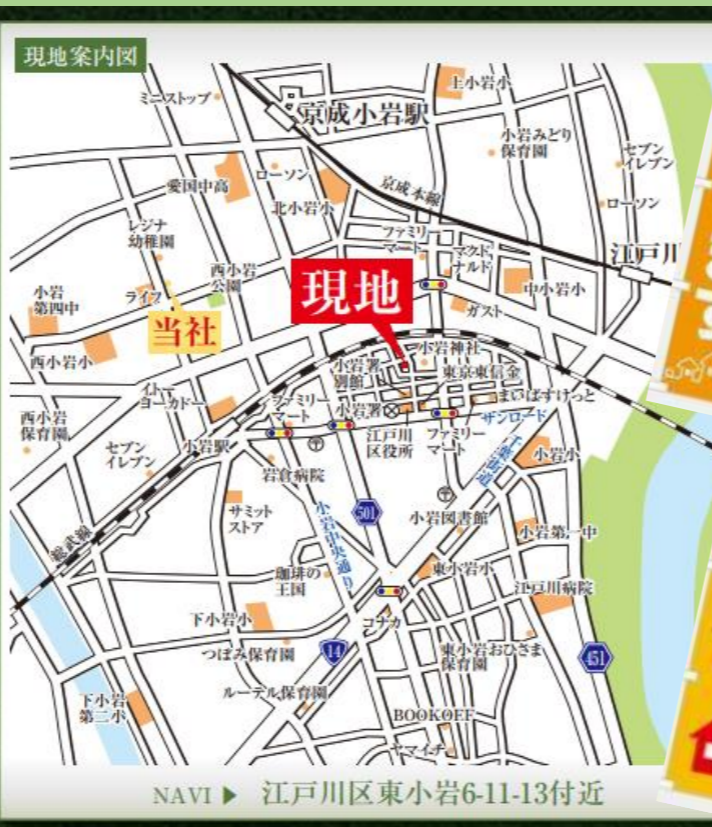 現地案内図
ミニストップ
上小岩小
京成小岩駅
小岩みどり
保育園
セブン
イレブン
愛国中高
ローソン
京成本線
北小岩小
ローソン
レジナ
幼稚園
ファミリー
マート
マクド
ナルド
江戸川
西小岩
公園
小岩
第四中
ライフ
現地
中小岩小
ガスト
当社
西小岩小
小岩神社
小岩署
別館
東京東信金
イトー
ヨーカドー
まいばすけっと
ファミリー
マート
小岩署
サンロード
西小岩
保育園
江戸川
区役所
ファミリー
マート
小岩駅
千葉街道
セブン
イレブン
小岩小
岩倉病院
サミット
ストア
小岩中央通り
501
小岩図書館
小岩第一中
総武線
珈琲の
王国
東小岩小
江戸川病院
下小岩小
コナカ
つぼみ保育園
14
東小岩おひさま
保育園
451
ルーテル保育園
下小岩
第二小
BOOKOFF
ヤマイチ
NAVI ▶ 江戸川区東小岩6-11-13付近